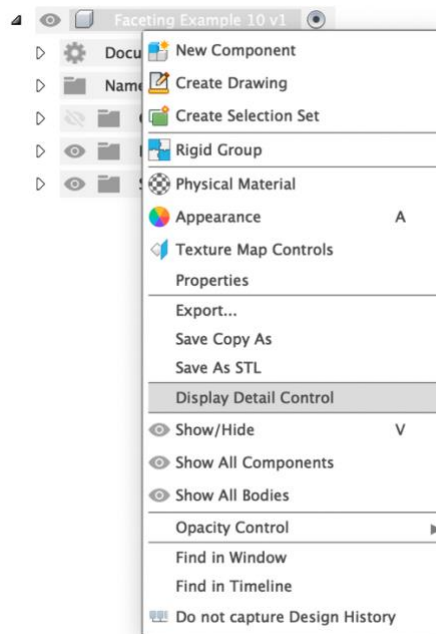 Faceting Example 10 v1
Docu
Name
New Component
Create Drawing
Create Selection Set
Rigid Group
Physical Material
Appearance A
Texture Map Controls
Properties
Export...
Save Copy As
Save As STL
Display Detail Control
Show/Hide V
Show All Components
Show All Bodies
Opacity Control
Find in Window
Find in Timeline
Do not capture Design History